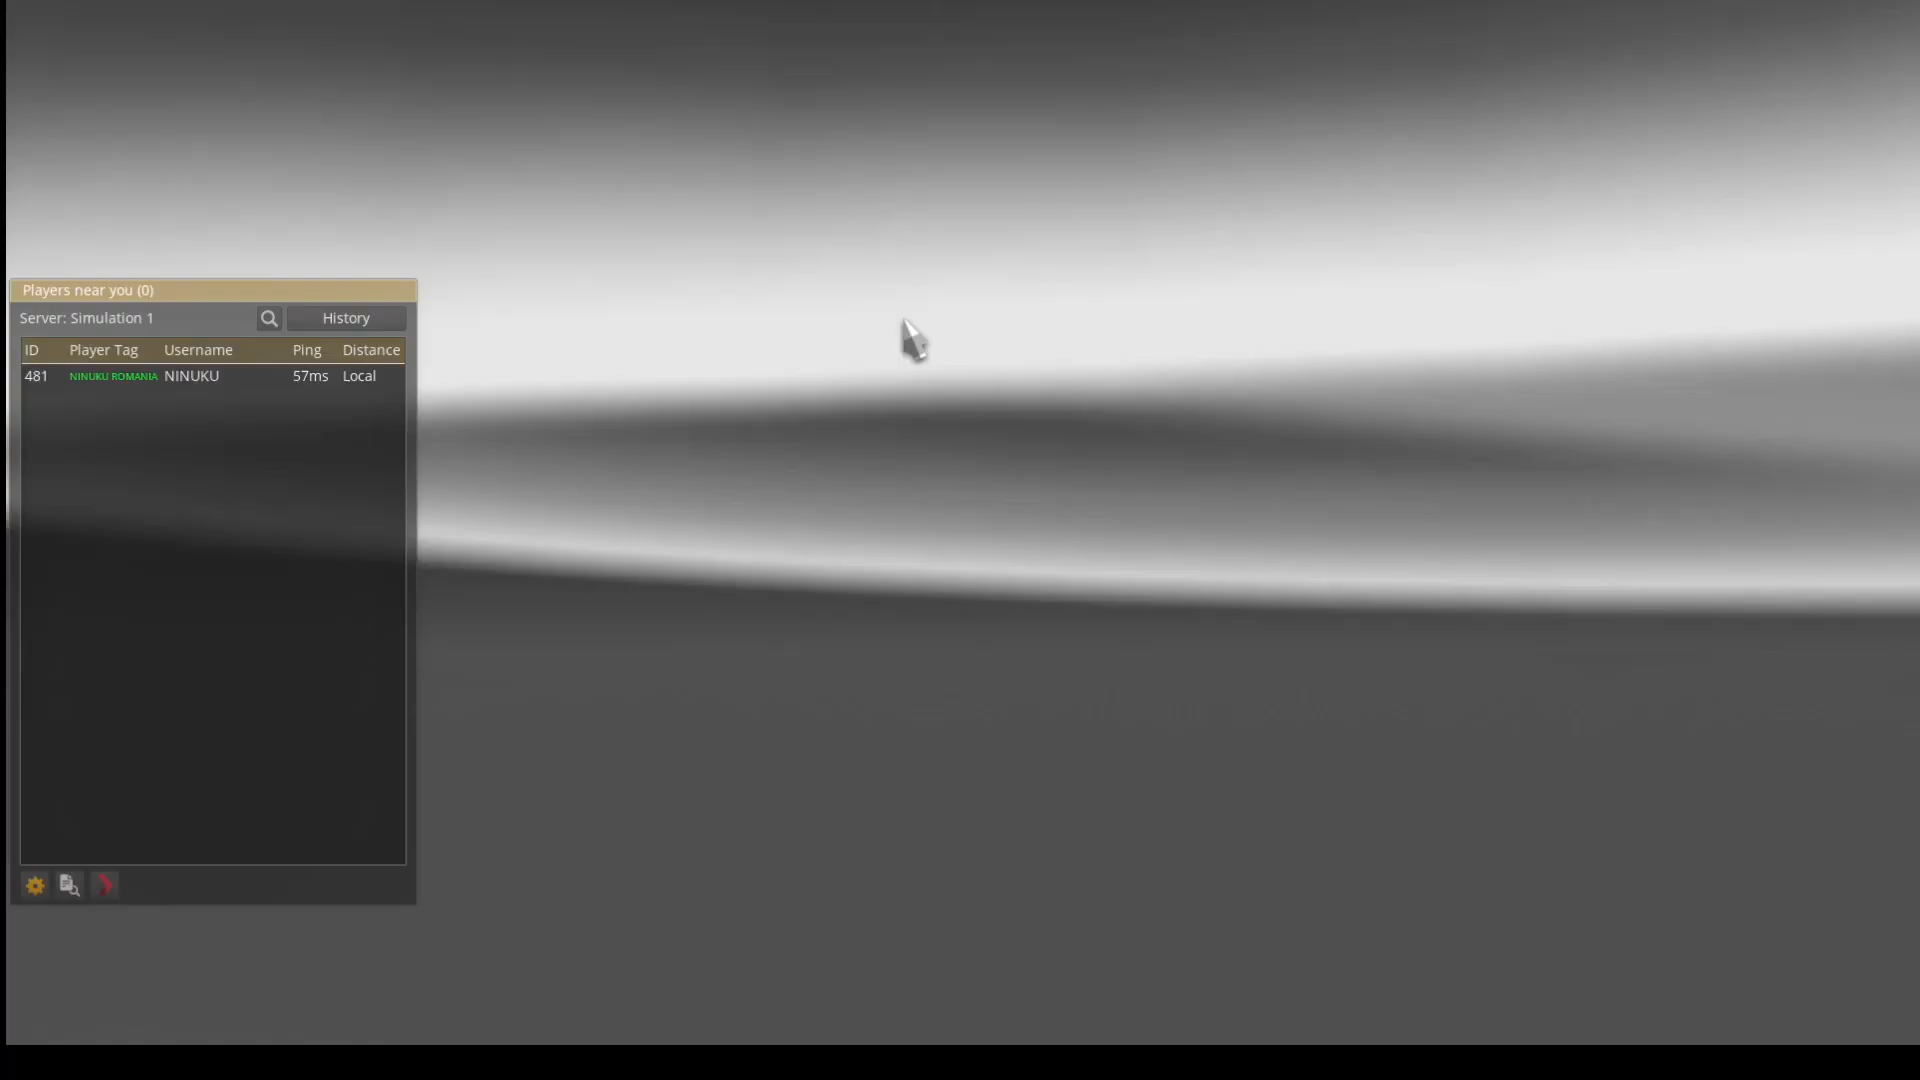 Players near you (0)
Server: Simulation 1 History
ID Player Tag Username Ping Distance
481 NINUKU ROMANIA NINUKU 57ms Local